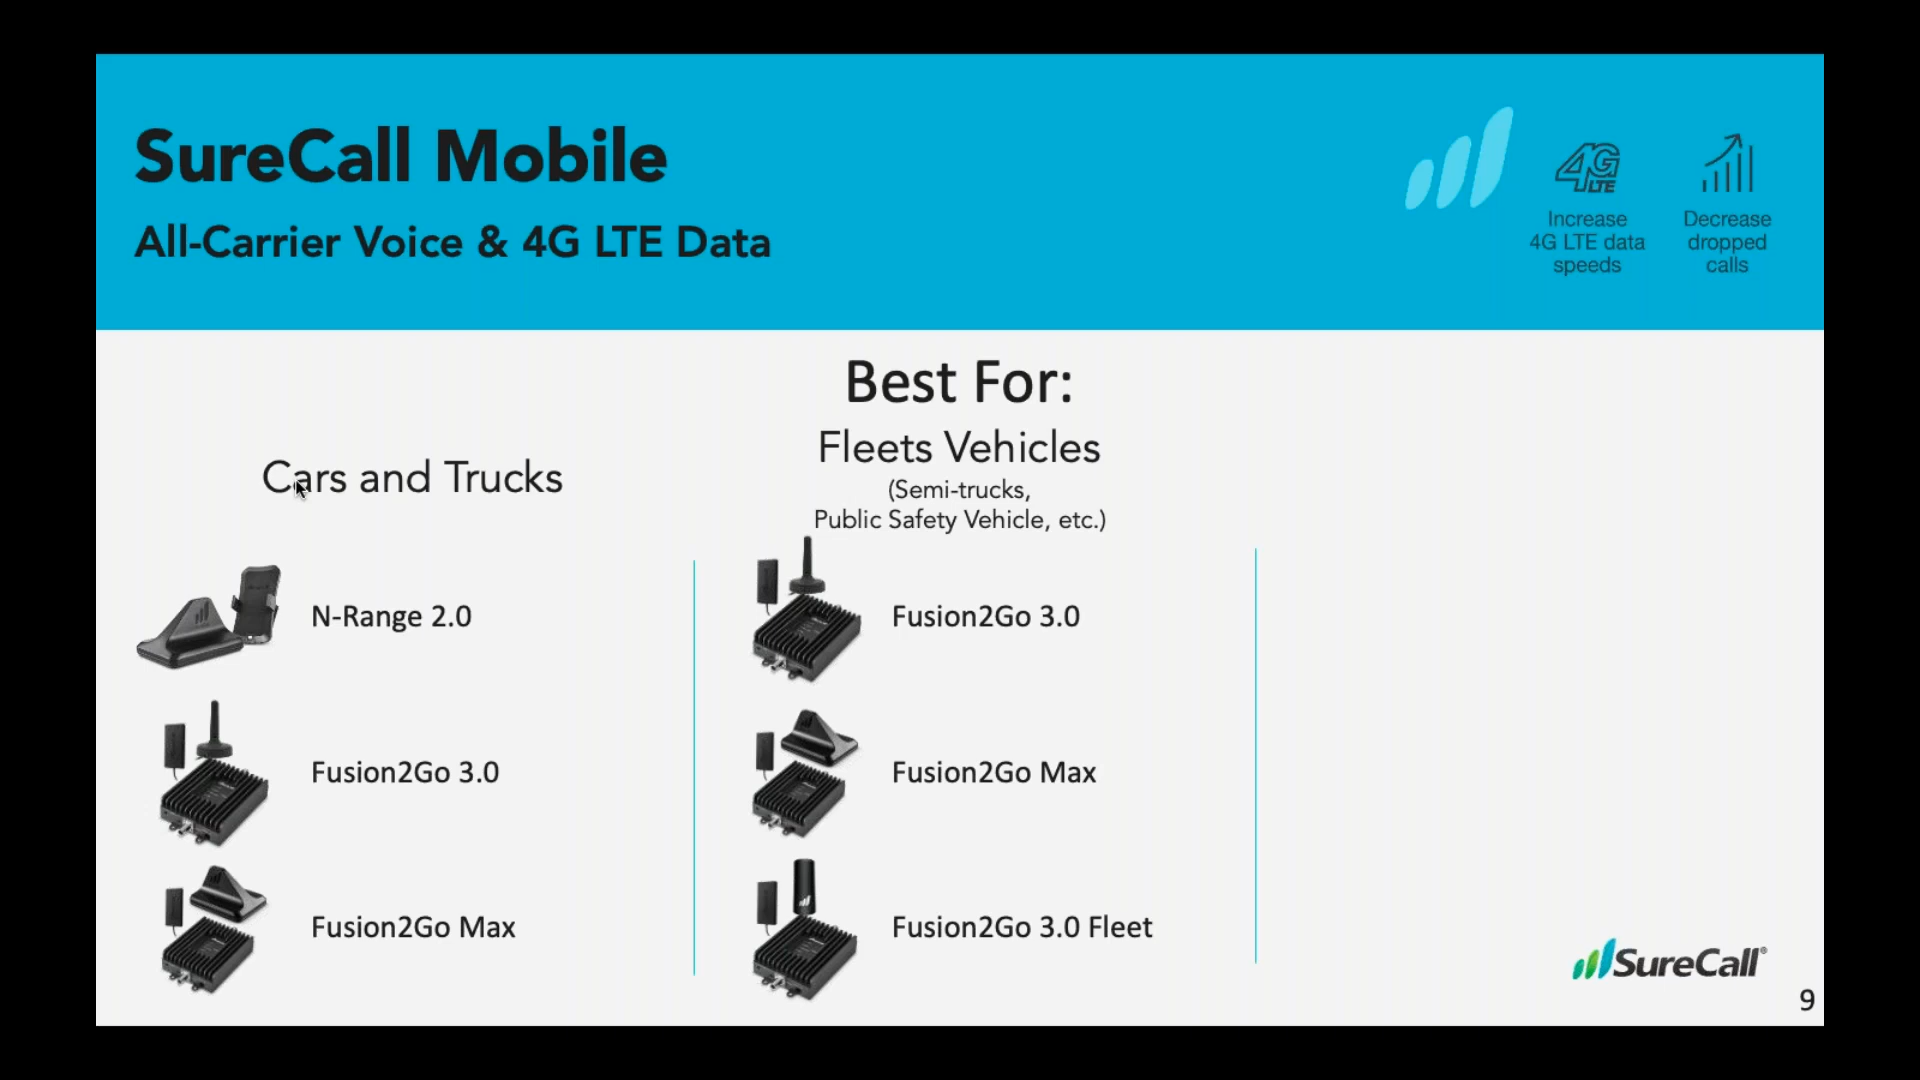 SureCall Mobile
All-Carrier Voice & 4G LTE Data
4G
LTE
Increase
4G LTE data
speeds
Decrease
dropped
calls
Best For:
Cars and Trucks
Fleets Vehicles
(Semi-trucks,
Public Safety Vehicle, etc.)
N-Range 2.0
Fusion2Go 3.0
Fusion2Go Max
Fusion2Go 3.0
Fusion2Go Max
Fusion2Go 3.0 Fleet
SureCall®
9